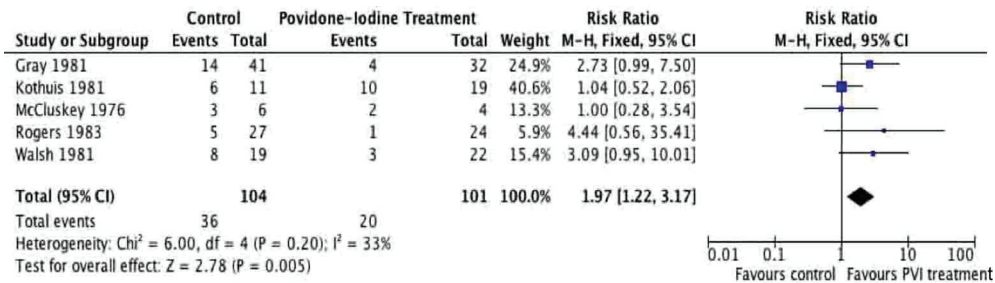 Control Povidone-Iodine Treatment Risk Ratio Risk Ratio
Study or Subgroup Events Total Events Total Weight M-H, Fixed, 95% CI M-H, Fixed, 95% CI
Gray 1981 14 41 4 32 24.9% 2.73 [0.99, 7.50]
Kothuis 1981 6 11 10 19 40.6% 1.04 [0.52, 2.06]
McCluskey 1976 3 6 2 4 13.3% 1.00 [0.28, 3.54]
Rogers 1983 5 27 1 24 5.9% 4.44 [0.56, 35.41]
Walsh 1981 8 19 3 22 15.4% 3.09 [0.95, 10.01]
Total (95% CI) 104 101 100.0% 1.97 [1.22, 3.17]
Total events 36 20
Heterogeneity: Chi² = 6.00, df = 4 (P = 0.20); I² = 33%
Test for overall effect: Z = 2.78 (P = 0.005)
0.01 0.1 1 10 100
Favours control Favours PVI treatment